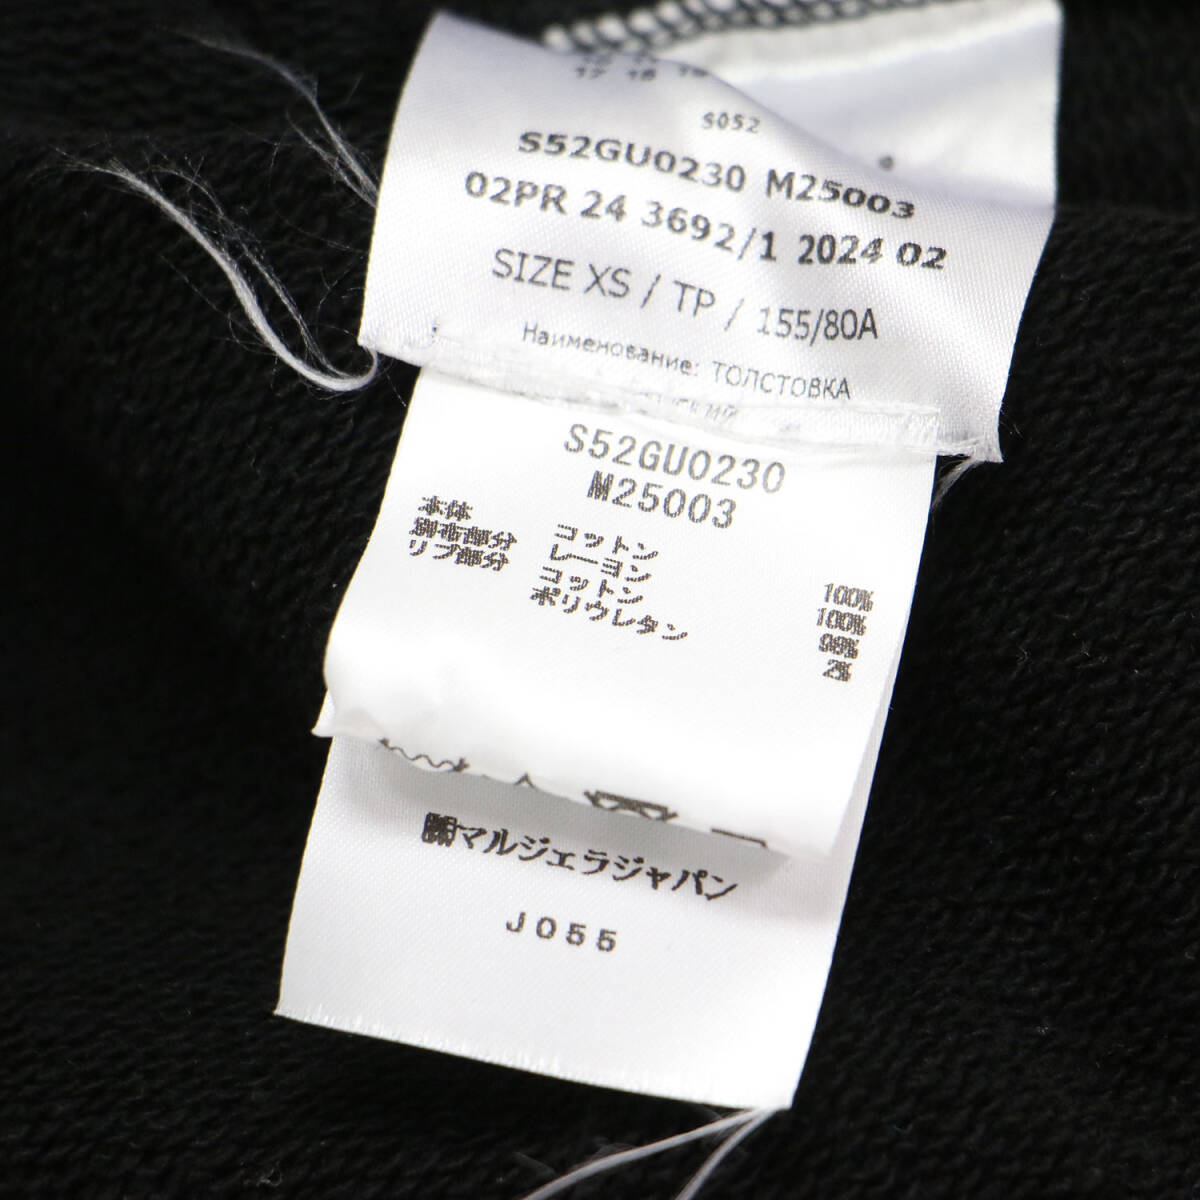 17 18 19
S052
S52GU0230 M25003
02PR 24 3692/1 2024 02
SIZE XS / TP / 155/80A
Наименование: ТОЛСТОВКА
S52GU0230
M25003
本体 コットン 100%
別布部分 レーヨン 100%
リブ部分 コットン 98%
ポリウレタン 2%
㈱マルジェラジャパン
J055